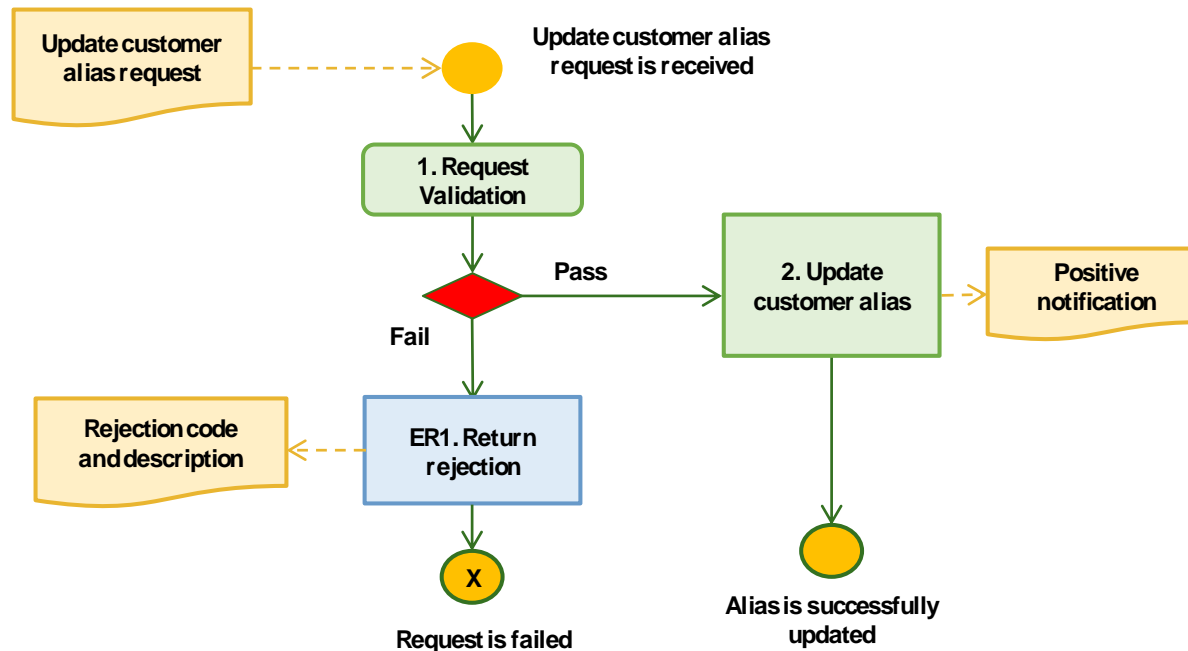 Update customer
alias request
Update customer alias
request is received
1. Request
Validation
Pass
2. Update
customer alias
Positive
notification
Fail
Rejection code
and description
ER1. Return
rejection
X
Request is failed
Alias is successfully
updated